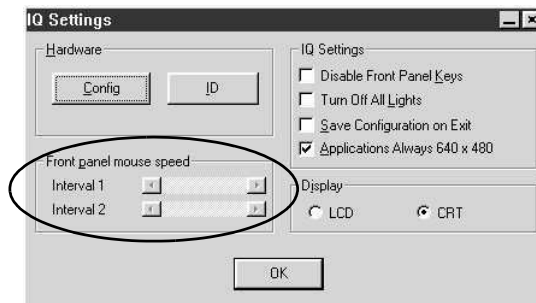 IQ Settings
Hardware
Config
ID
Front panel mouse speed
Interval 1
Interval 2
IQ Settings
Disable Front Panel Keys
Turn Off All Lights
Save Configuration on Exit
Applications Always 640 x 480
Display
LCD
CRT
OK